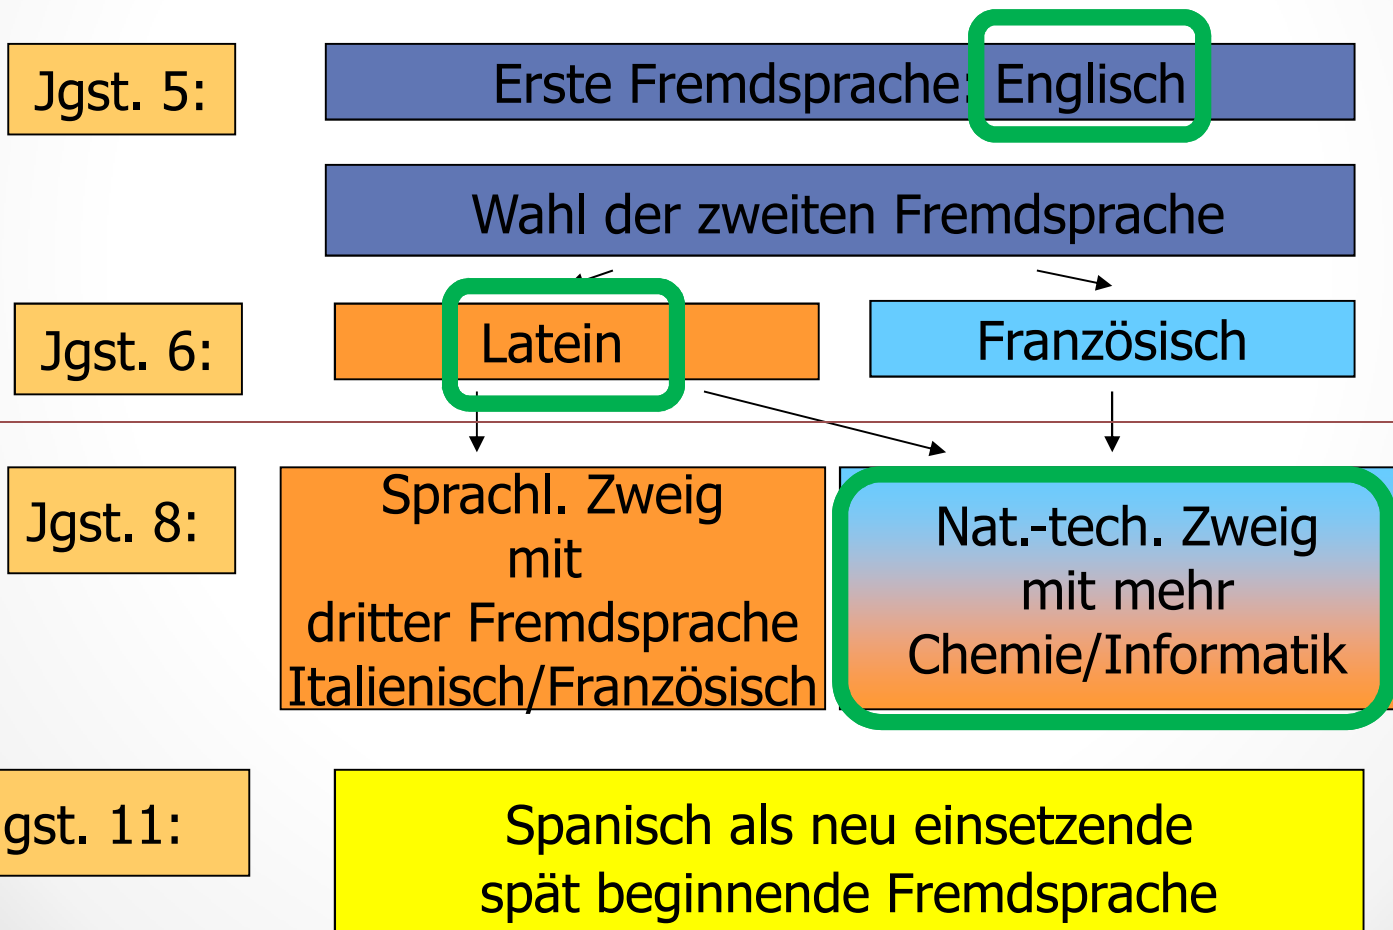 Jgst. 5:
Erste Fremdsprache: Englisch
Wahl der zweiten Fremdsprache
Jgst. 6:
Latein
Französisch
Jgst. 8:
Sprachl. Zweig
mit
dritter Fremdsprache
Italienisch/Französisch
Nat.-tech. Zweig
mit mehr
Chemie/Informatik
gst. 11:
Spanisch als neu einsetzende
spät beginnende Fremdsprache